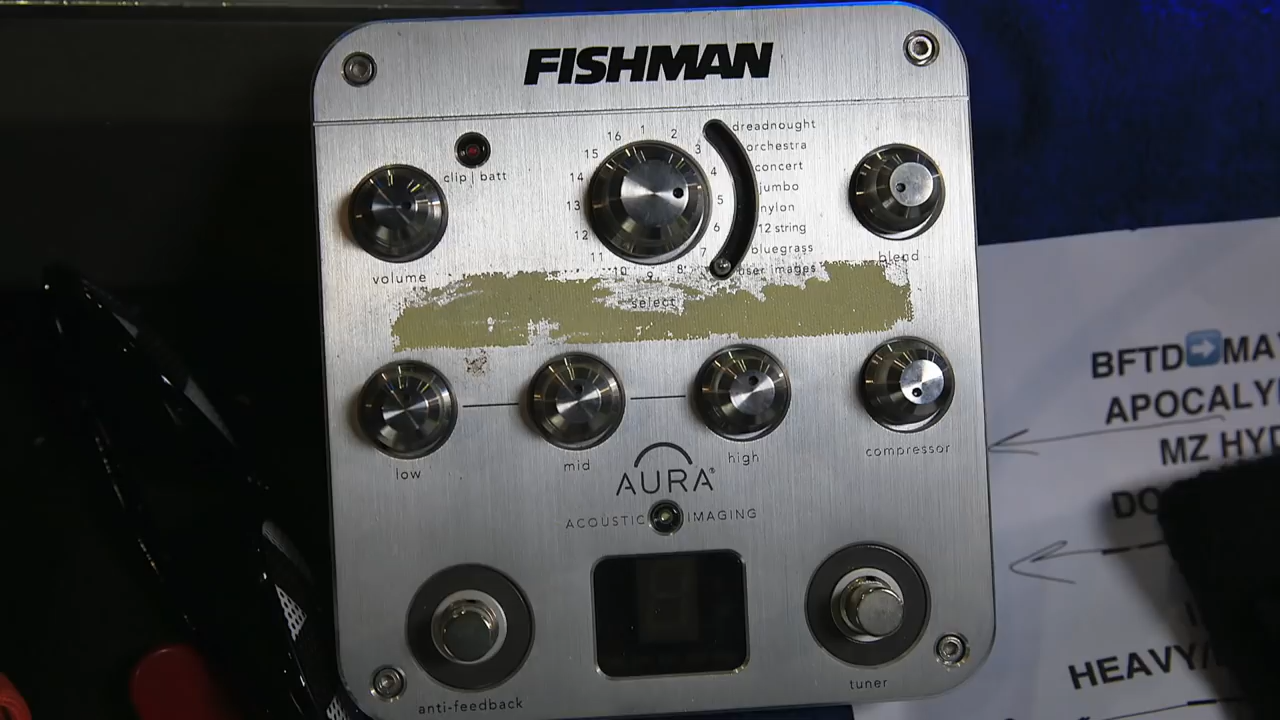 FISHMAN
clip | batt
volume
16 1 2
15 3
14 4
13 5
12 6
11 7
10 9 8
dreadnought
orchestra
concert
jumbo
nylon
12 string
bluegrass
user images
select
blend
low
mid
high
compressor
AURA®
ACOUSTIC IMAGING
anti-feedback
tuner
BFTD➡MA
APOCALY
MZ HYD
DO
HEAVY/